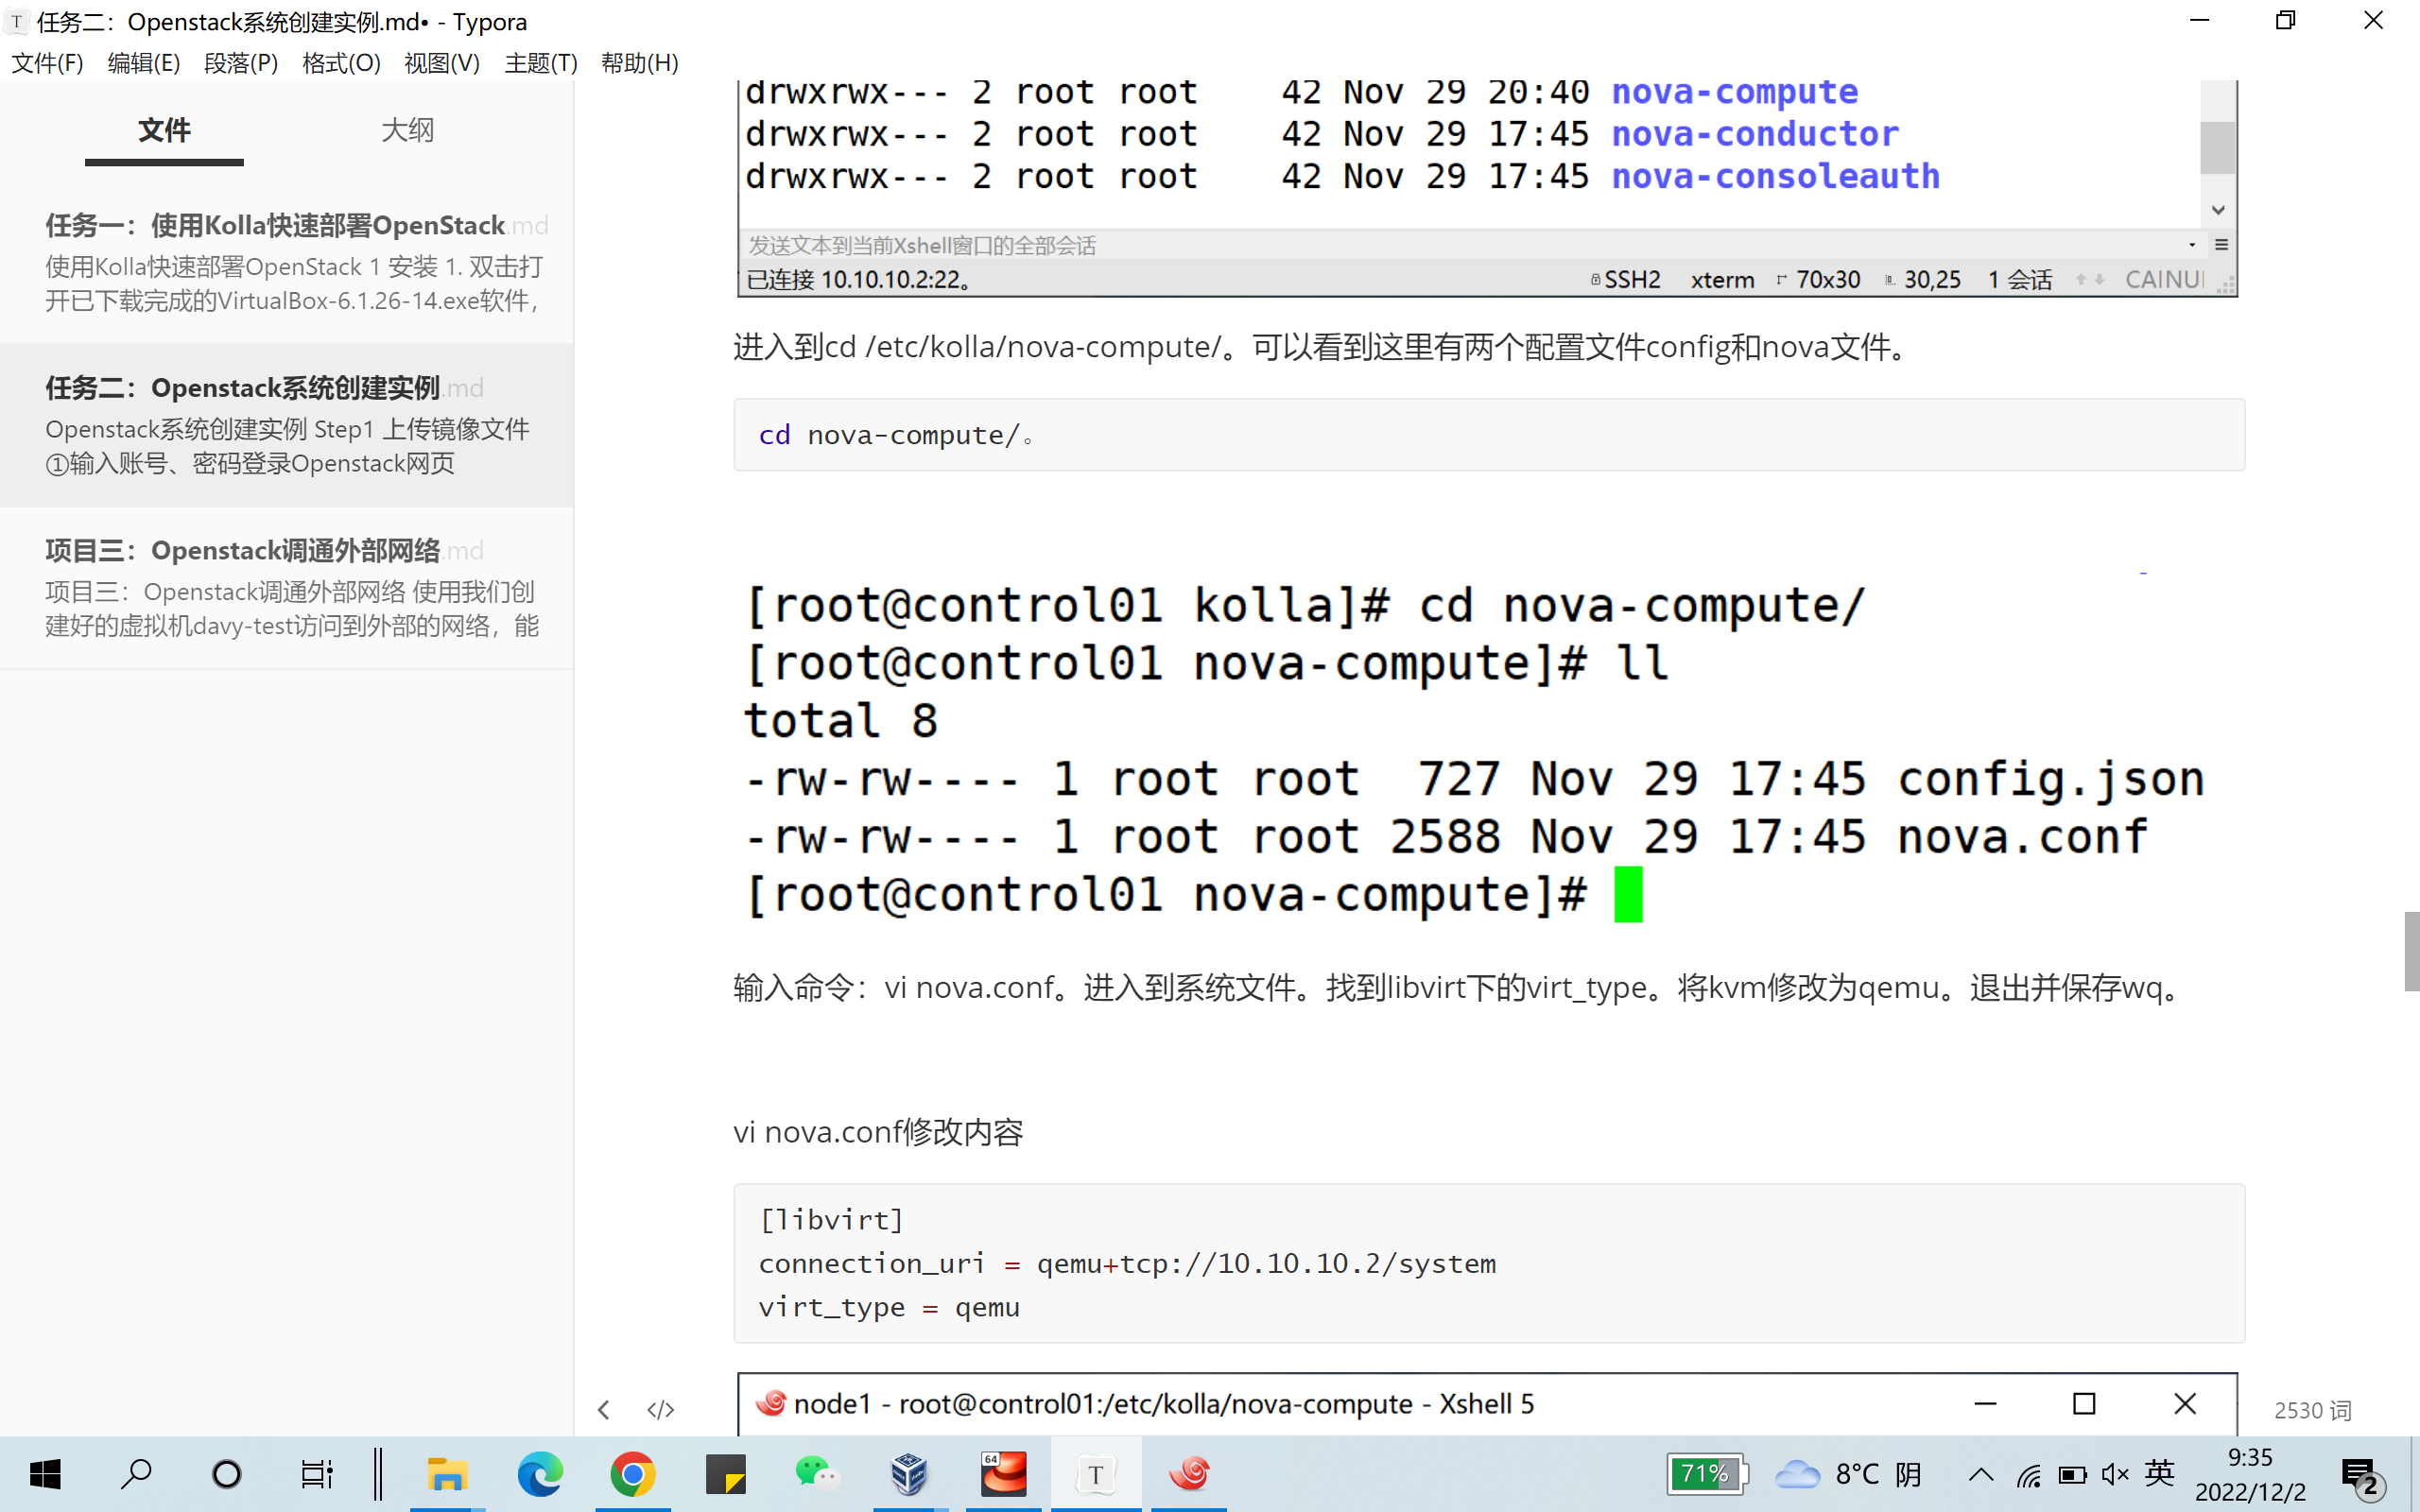 任务二：Openstack系统创建实例.md• - Typora
文件(F) 编辑(E) 段落(P) 格式(O) 视图(V) 主题(T) 帮助(H)
文件 大纲
任务一：使用Kolla快速部署OpenStack.md
使用Kolla快速部署OpenStack 1 安装 1. 双击打
开已下载完成的VirtualBox-6.1.26-14.exe软件，
任务二：Openstack系统创建实例.md
Openstack系统创建实例 Step1 上传镜像文件
①输入账号、密码登录Openstack网页
项目三：Openstack调通外部网络.md
项目三：Openstack调通外部网络 使用我们创
建好的虚拟机davy-test访问到外部的网络，能
drwxrwx--- 2 root root    42 Nov 29 20:40 nova-compute
drwxrwx--- 2 root root    42 Nov 29 17:45 nova-conductor
drwxrwx--- 2 root root    42 Nov 29 17:45 nova-consoleauth
发送文本到当前Xshell窗口的全部会话
已连接 10.10.10.2:22。 SSH2 xterm 70x30 30,25 1 会话 CAINU
进入到cd /etc/kolla/nova-compute/。可以看到这里有两个配置文件config和nova文件。
cd nova-compute/。
[root@control01 kolla]# cd nova-compute/
[root@control01 nova-compute]# ll
total 8
-rw-rw---- 1 root root  727 Nov 29 17:45 config.json
-rw-rw---- 1 root root 2588 Nov 29 17:45 nova.conf
[root@control01 nova-compute]#
输入命令：vi nova.conf。进入到系统文件。找到libvirt下的virt_type。将kvm修改为qemu。退出并保存wq。
vi nova.conf修改内容
[libvirt]
connection_uri = qemu+tcp://10.10.10.2/system
virt_type = qemu
node1 - root@control01:/etc/kolla/nova-compute - Xshell 5
2530 词
64
T
71%
8°C 阴
英
9:35
2022/12/2
2